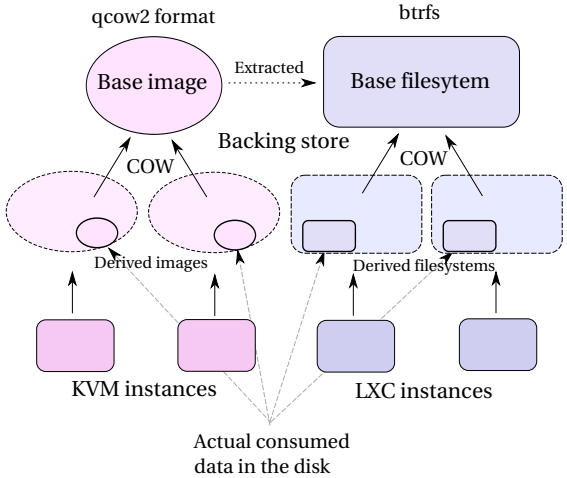 qcow2 format
btrfs
Base image
Extracted
Base filesytem
Backing store
COW
COW
Derived images
Derived filesystems
KVM instances
LXC instances
Actual consumed
data in the disk